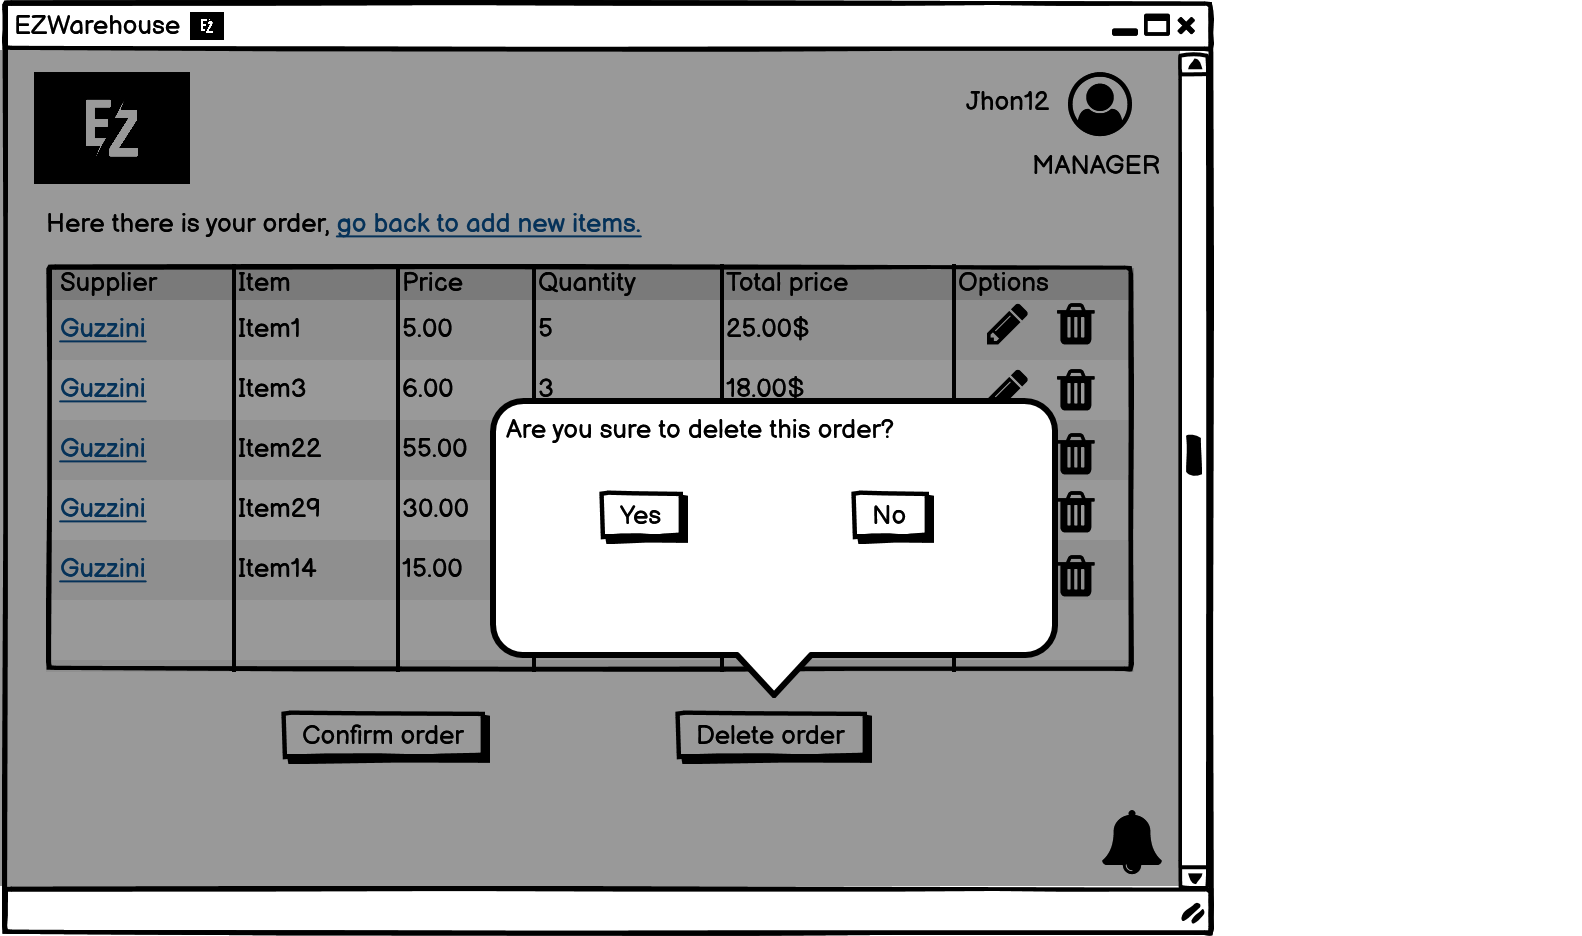 EZWarehouse EZ
EZ
Jhon12
MANAGER
Here there is your order, go back to add new items.
Supplier Item Price Quantity Total price Options
Guzzini Item1 5.00 5 25.00$
Guzzini Item3 6.00 3 18.00$
Guzzini Item22 55.00
Guzzini Item29 30.00
Guzzini Item14 15.00
Are you sure to delete this order?
Yes No
Confirm order Delete order